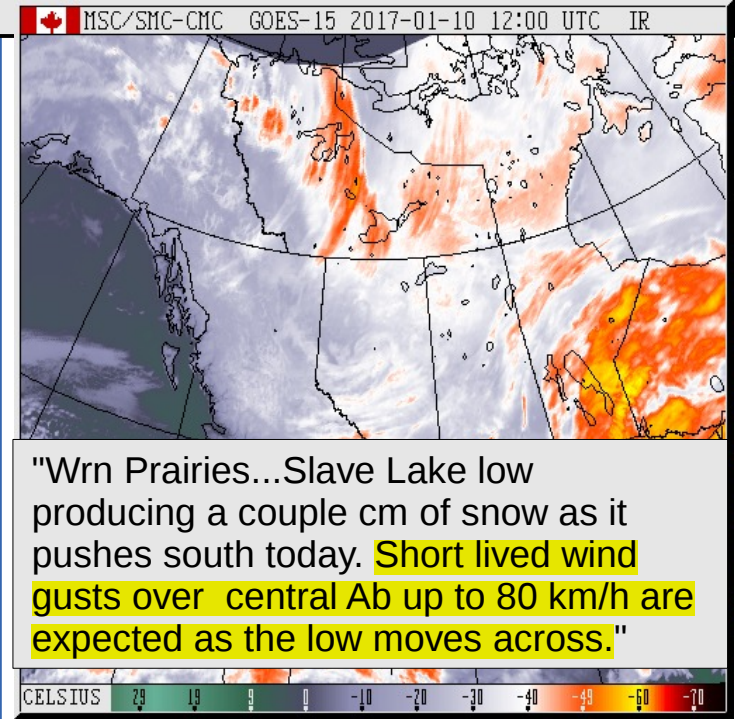 MSC/SMC-CMC GOES-15 2017-01-10 12:00 UTC IR
"Wrn Prairies...Slave Lake low
producing a couple cm of snow as it
pushes south today. Short lived wind
gusts over  central Ab up to 80 km/h are
expected as the low moves across."
CELSIUS 29 19 9 0 -10 -20 -30 -40 -49 -60 -70